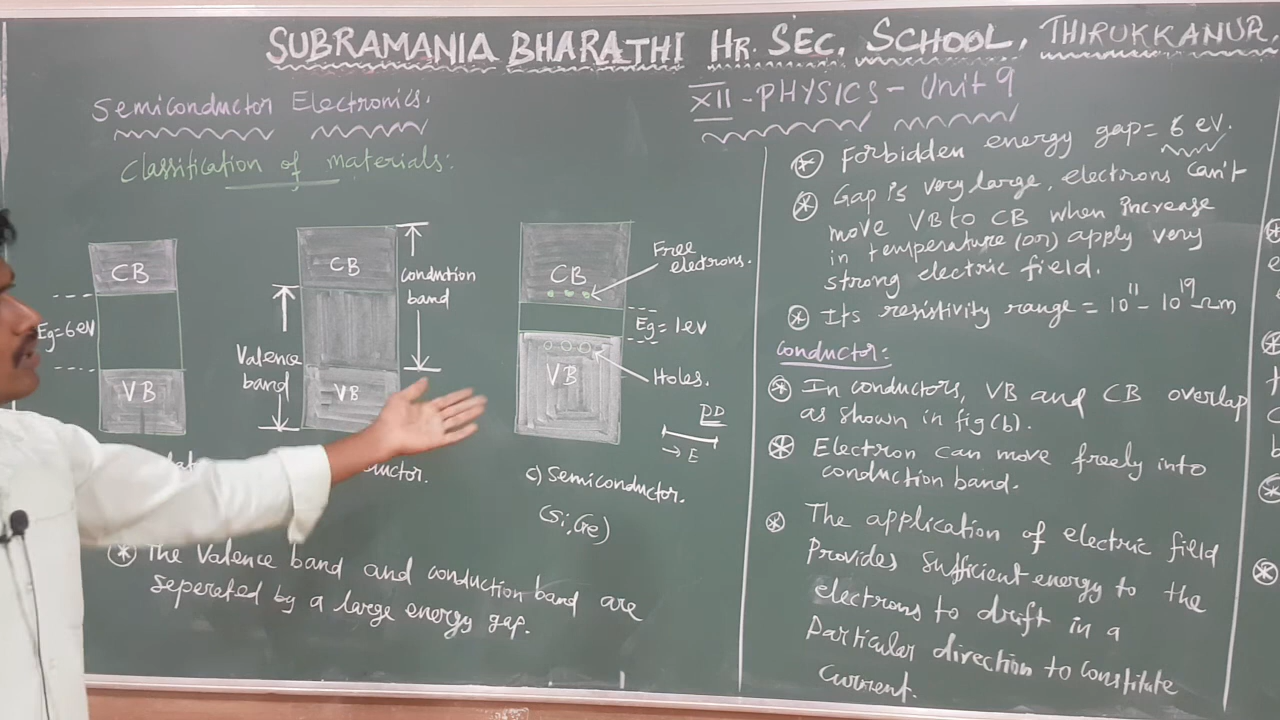 SUBRAMANIA BHARATHI HR. SEC. SCHOOL, THIRUKKANUR,
XII - PHYSICS - Unit 9
Semiconductor Electronics.
Classification of materials:
CB
Eg=6eV
VB
CB
Conduction
band
Valence
band
VB
CB
Free
electrons.
Eg=1eV
VB
Holes.
PD
→ E
c) Semiconductor.
(Si, Ge)
The Valence band and conduction band are
seperated by a large energy gap.
Forbidden energy gap= 6 eV.
Gap is very large, electrons can't
move VB to CB when increase
in temperature (or) apply very
strong electric field.
Its resistivity range = 10¹¹ - 10¹⁹ Ωm
Conductor:
In conductors, VB and CB overlap
as shown in fig(b).
Electron can move freely into
conduction band.
The application of electric field
Provides sufficient energy to the
electrons to drift in a
Particular direction to constitute
current.